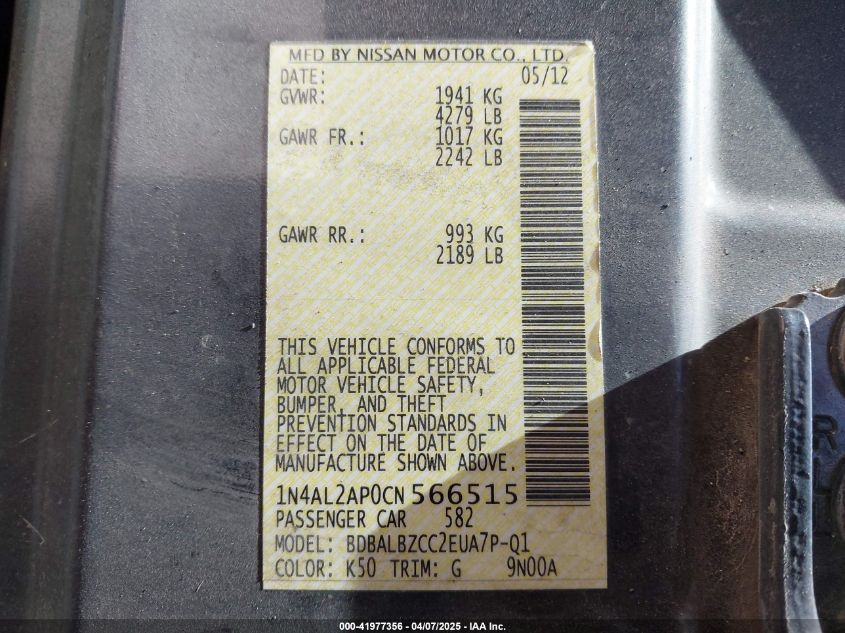 MFD BY NISSAN MOTOR CO., LTD.
DATE: 05/12
GVWR: 1941 KG
4279 LB
GAWR FR.: 1017 KG
2242 LB
GAWR RR.: 993 KG
2189 LB
THIS VEHICLE CONFORMS TO
ALL APPLICABLE FEDERAL
MOTOR VEHICLE SAFETY,
BUMPER, AND THEFT
PREVENTION STANDARDS IN
EFFECT ON THE DATE OF
MANUFACTURE SHOWN ABOVE.
1N4AL2AP0CN566515
PASSENGER CAR 582
MODEL: BDBALBZCC2EUA7P-Q1
COLOR: K50 TRIM: G 9N00A
R
000-41977356 - 04/07/2025 - IAA Inc.